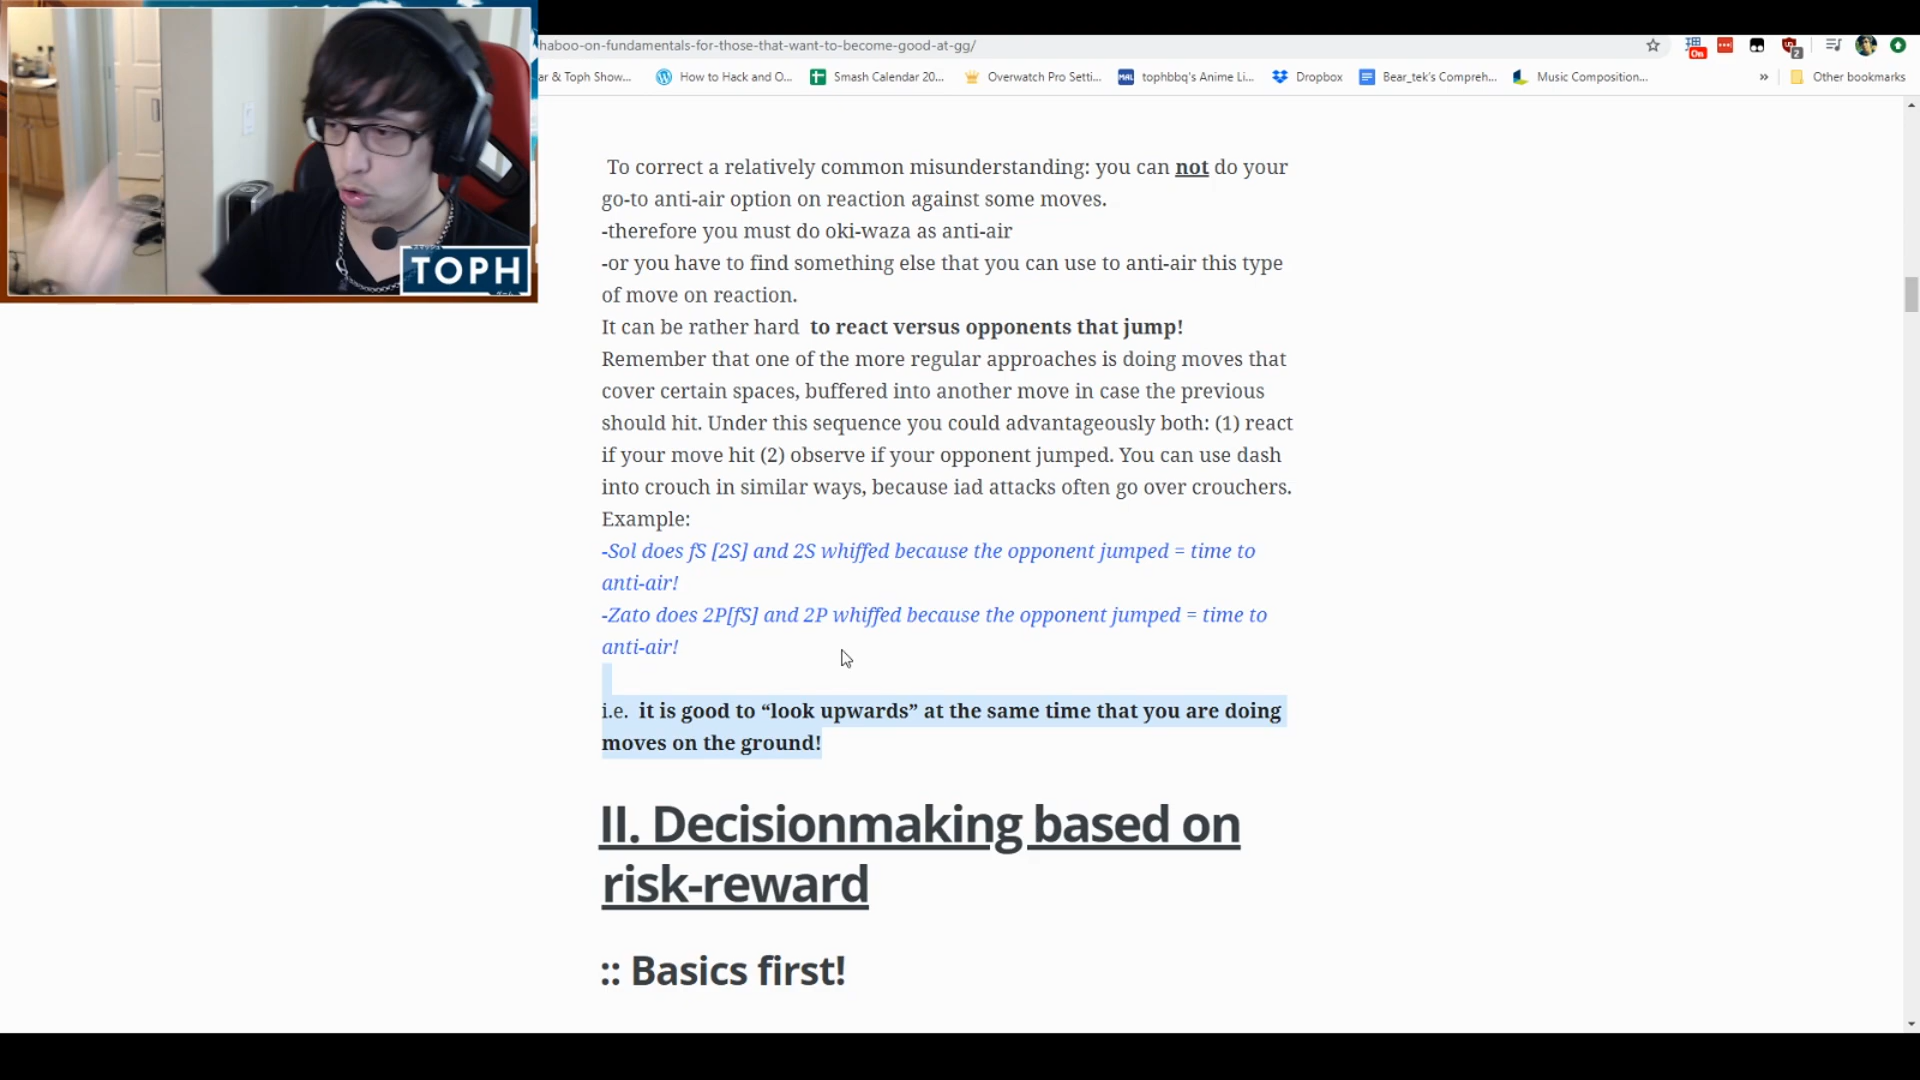 haboo-on-fundamentals-for-those-that-want-to-become-good-at-gg/
On
2
ar & Toph Show...
How to Hack and O...
Smash Calendar 20...
Overwatch Pro Setti...
MAL
tophbbq's Anime Li...
Dropbox
Bear_tek's Compreh...
Music Composition...
»
Other bookmarks
TOPH
To correct a relatively common misunderstanding: you can not do your
go-to anti-air option on reaction against some moves.
-therefore you must do oki-waza as anti-air
-or you have to find something else that you can use to anti-air this type
of move on reaction.
It can be rather hard to react versus opponents that jump!
Remember that one of the more regular approaches is doing moves that
cover certain spaces, buffered into another move in case the previous
should hit. Under this sequence you could advantageously both: (1) react
if your move hit (2) observe if your opponent jumped. You can use dash
into crouch in similar ways, because iad attacks often go over crouchers.
Example:
-Sol does fS [2S] and 2S whiffed because the opponent jumped = time to
anti-air!
-Zato does 2P[fS] and 2P whiffed because the opponent jumped = time to
anti-air!
i.e. it is good to “look upwards” at the same time that you are doing
moves on the ground!
II. Decisionmaking based on
risk-reward
:: Basics first!